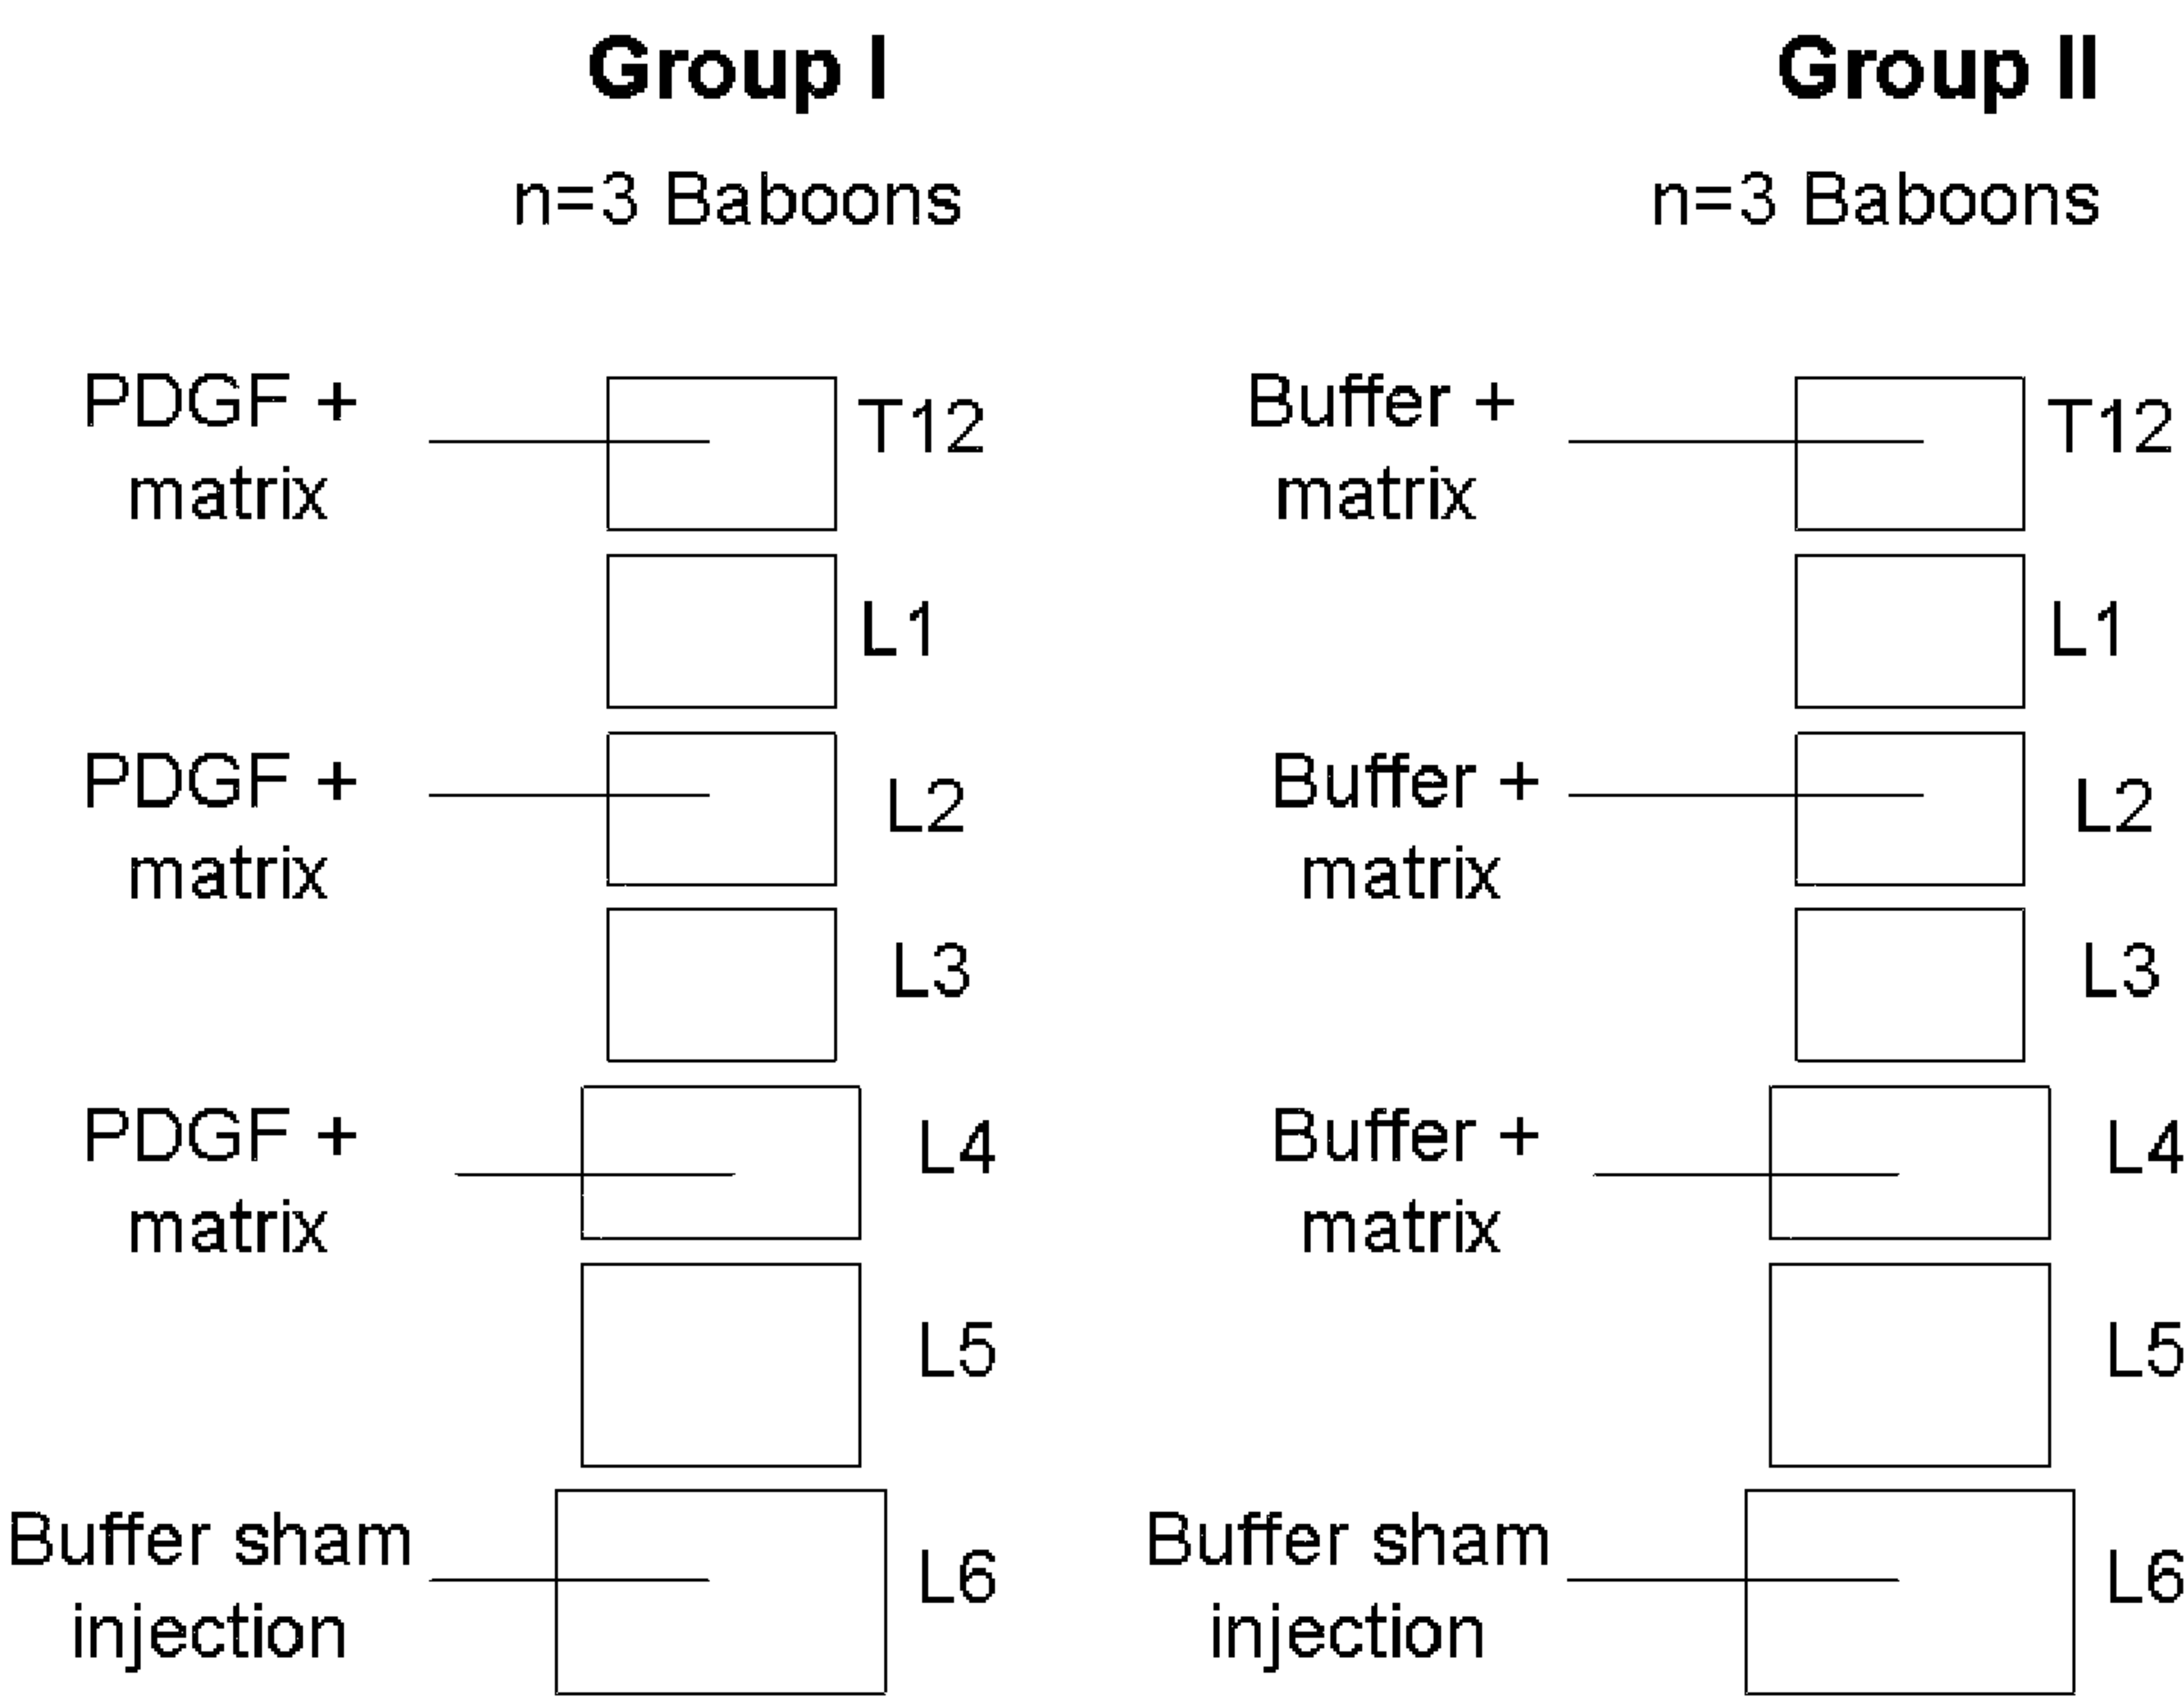 Group I
n=3 Baboons
PDGF +
matrix
T12
L1
PDGF +
matrix
L2
L3
PDGF +
matrix
L4
L5
Buffer sham
injection
L6
Group II
n=3 Baboons
Buffer +
matrix
T12
L1
Buffer +
matrix
L2
L3
Buffer +
matrix
L4
L5
Buffer sham
injection
L6